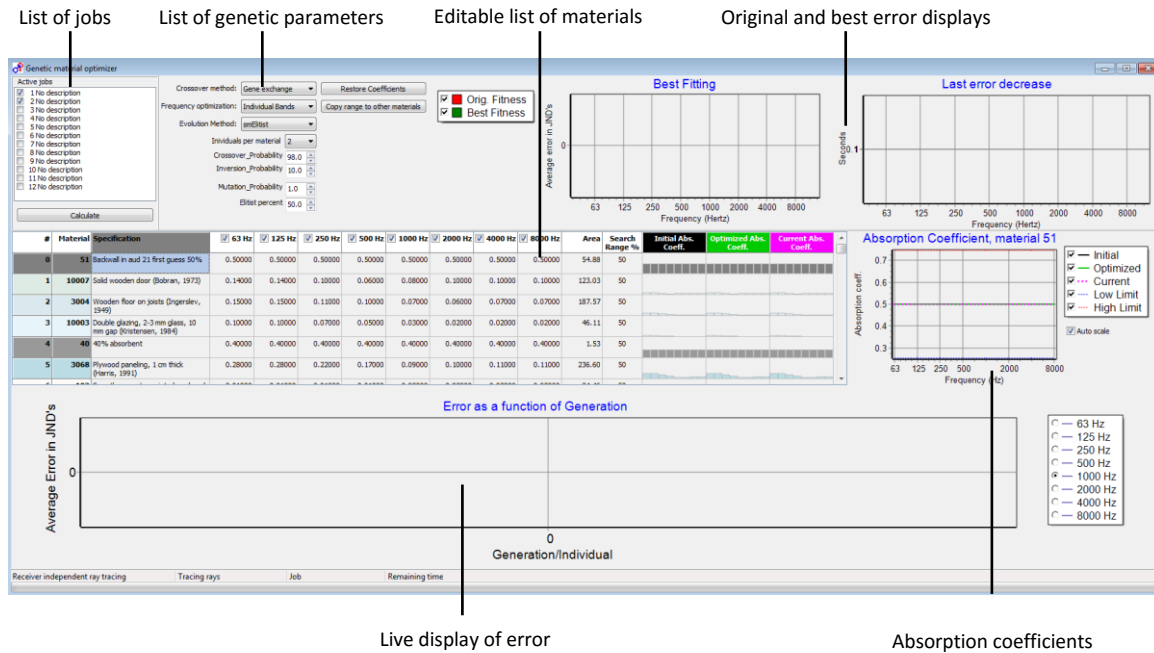 List of jobs
List of genetic parameters
Editable list of materials
Original and best error displays
Genetic material optimizer
Active jobs
1 No description
2 No description
3 No description
4 No description
5 No description
6 No description
7 No description
8 No description
9 No description
10 No description
11 No description
12 No description
Calculate
Crossover method: Gene exchange
Restore Coefficients
Frequency optimization: Individual Bands
Copy range to other materials
Evolution Method: smElitist
Inividuals per material 2
Crossover_Probability 98.0
Inversion_Probability 10.0
Mutation_Probability 1.0
Elitist percent 50.0
Orig. Fitness
Best Fitness
Best Fitting
Average error in JND's
0
63 125 250 500 1000 2000 4000 8000
Frequency (Hertz)
Last error decrease
Seconds
0.1
63 125 250 500 1000 2000 4000 8000
Frequency (Hertz)
# Material Specification 63 Hz 125 Hz 250 Hz 500 Hz 1000 Hz 2000 Hz 4000 Hz 8000 Hz Area Search Range % Initial Abs. Coeff. Optimized Abs. Coeff. Current Abs. Coeff.
0 51 Backwall in aud 21 first guess 50% 0.50000 0.50000 0.50000 0.50000 0.50000 0.50000 0.50000 0.50000 54.88 50
1 10007 Solid wooden door (Bobran, 1973) 0.14000 0.14000 0.10000 0.06000 0.08000 0.10000 0.10000 0.10000 123.03 50
2 3004 Wooden floor on joists (Ingerslev, 1949) 0.15000 0.15000 0.11000 0.10000 0.07000 0.06000 0.07000 0.07000 187.57 50
3 10003 Double glazing, 2-3 mm glass, 10 mm gap (Kristensen, 1984) 0.10000 0.10000 0.07000 0.05000 0.03000 0.02000 0.02000 0.02000 46.11 50
4 40 40% absorbent 0.40000 0.40000 0.40000 0.40000 0.40000 0.40000 0.40000 0.40000 1.53 50
5 3068 Plywood paneling, 1 cm thick (Harris, 1991) 0.28000 0.28000 0.22000 0.17000 0.09000 0.10000 0.11000 0.11000 236.60 50
Absorption Coefficient, material 51
Absorption coeff.
0.7
0.6
0.5
0.4
0.3
63 125 250 500 2000 8000
Frequency (Hz)
Initial
Optimized
Current
Low Limit
High Limit
Auto scale
Error as a function of Generation
Average Error in JND's
0
0
Generation/Individual
63 Hz
125 Hz
250 Hz
500 Hz
1000 Hz
2000 Hz
4000 Hz
8000 Hz
Receiver independent ray tracing Tracing rays Job Remaining time
Live display of error
Absorption coefficients